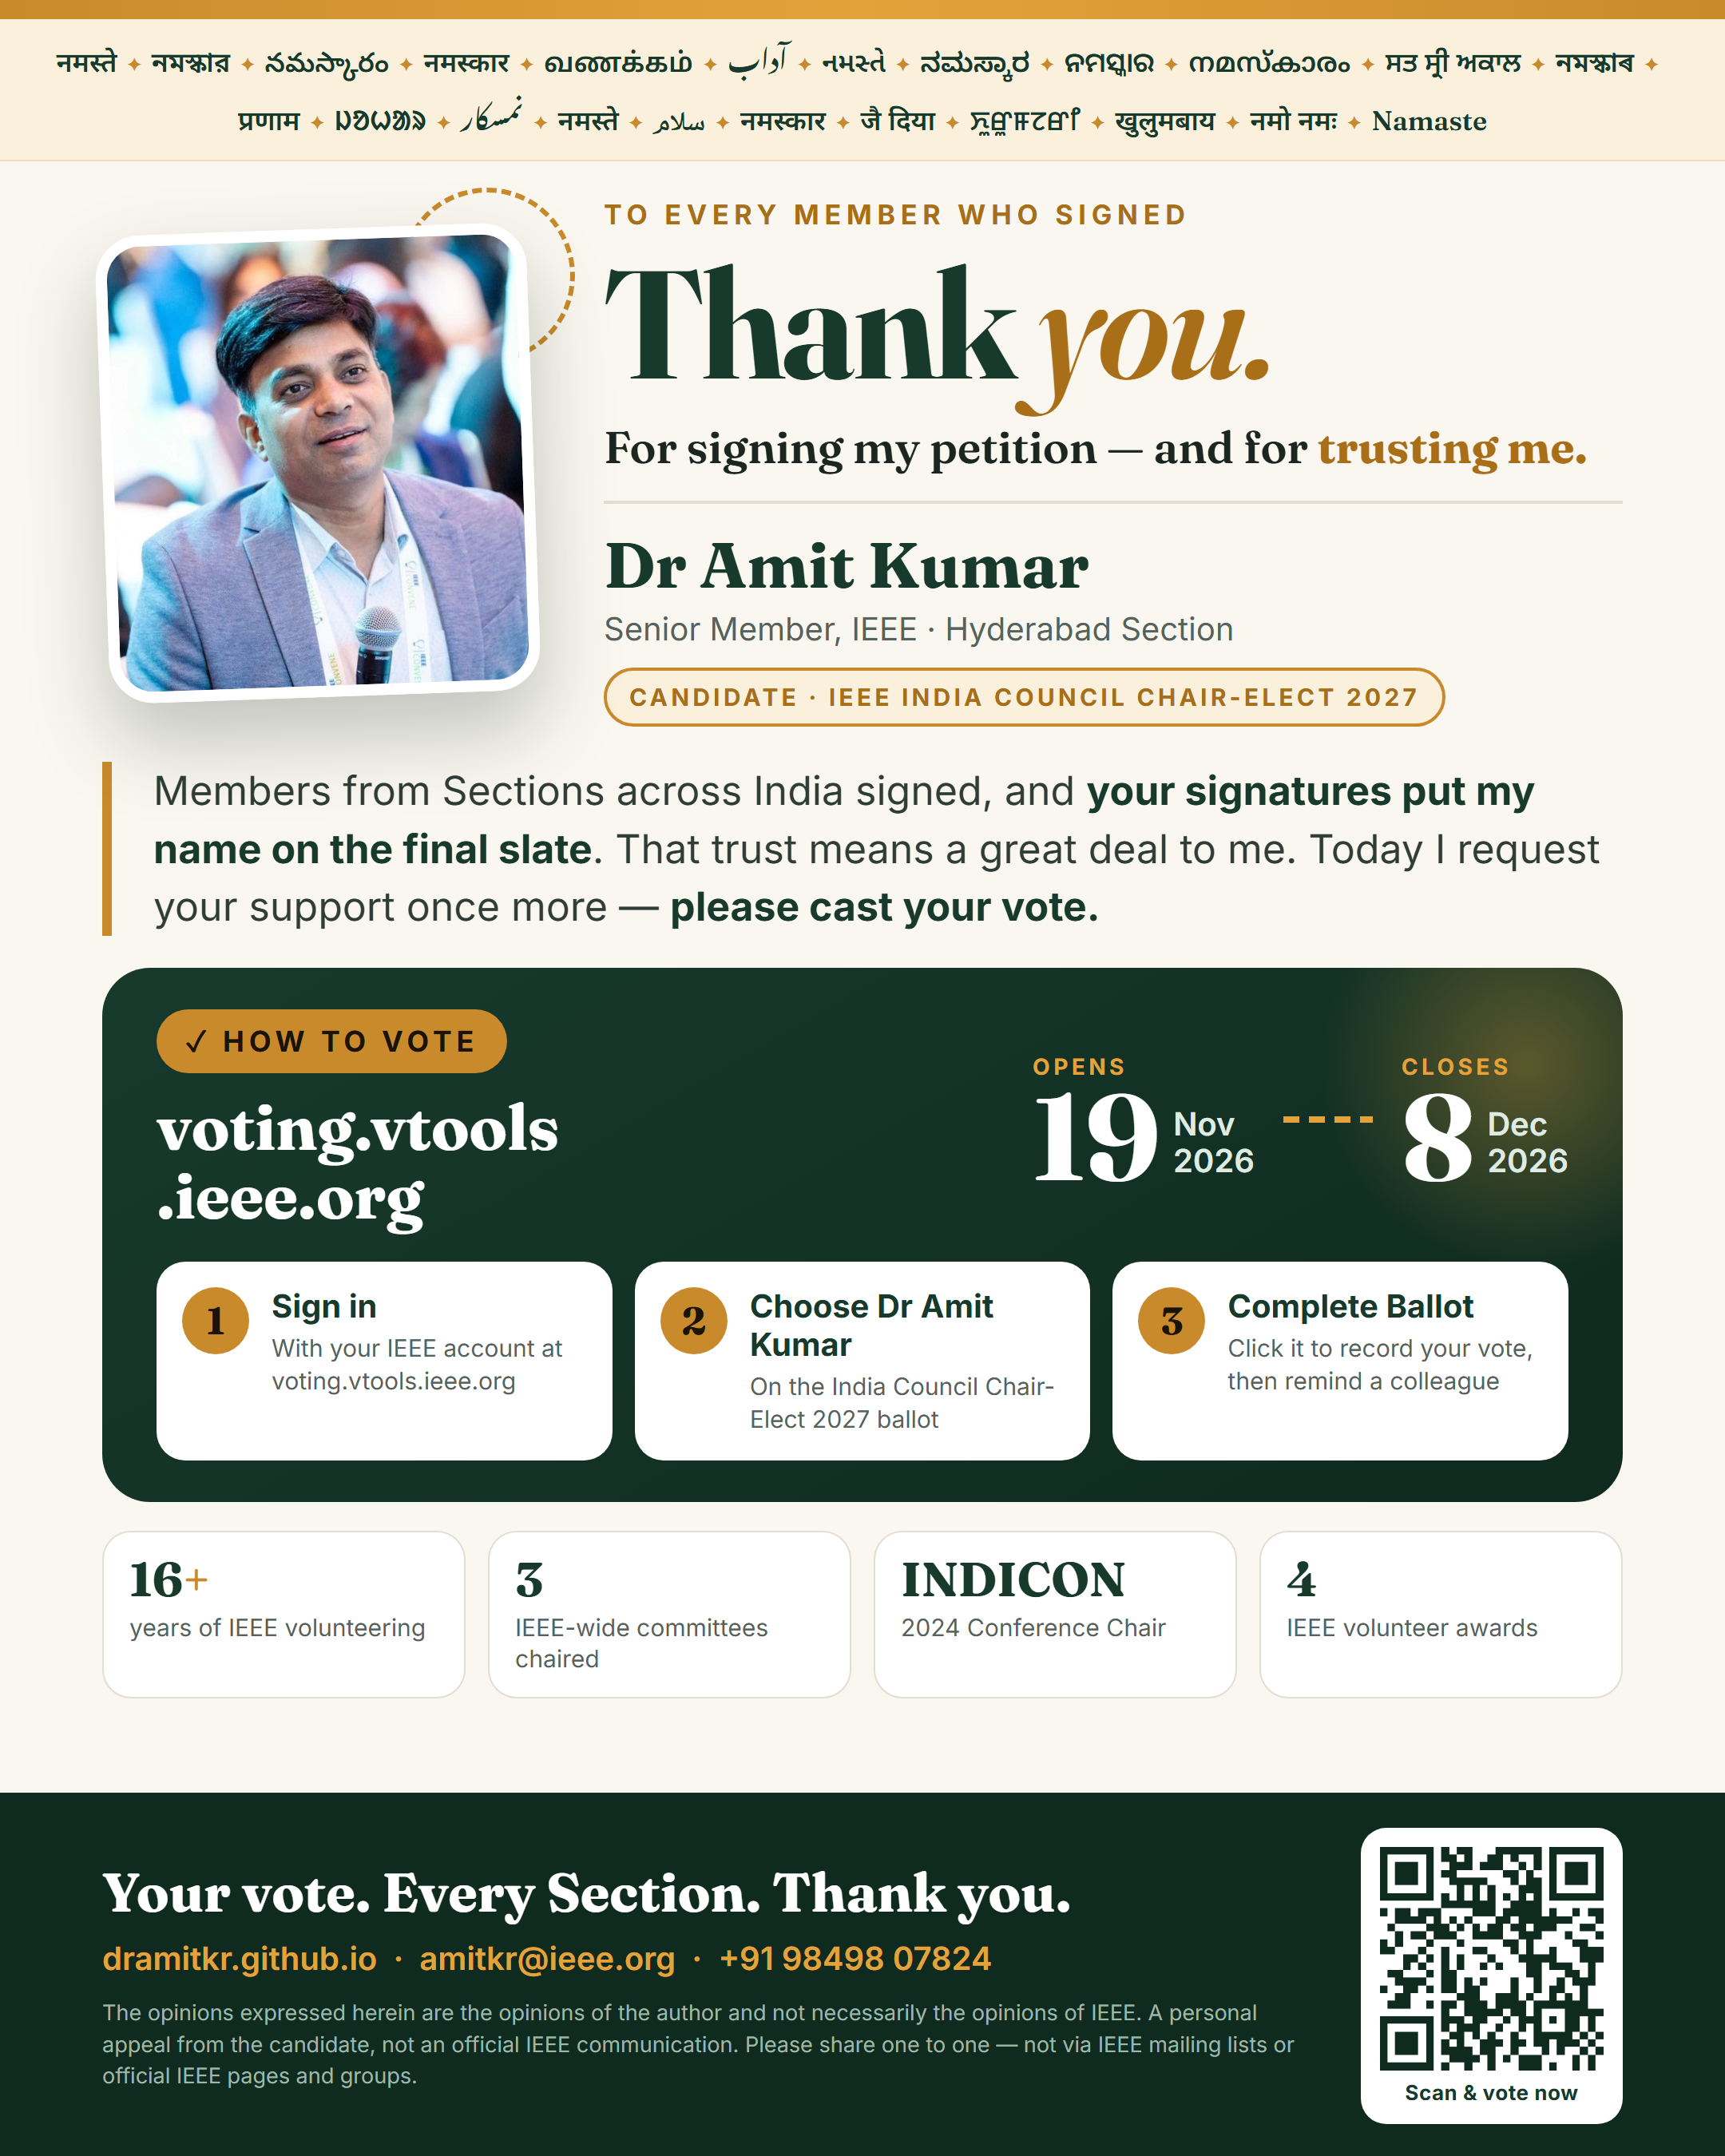 नमस्ते ✦ নমস্কার ✦ నమస్కారం ✦ नमस्कार ✦ வணக்கம் ✦ آداب ✦ નમસ્તે ✦ ನಮಸ್ಕಾರ ✦ ନମସ୍କାର ✦ നമസ്കാരം ✦ ਸਤ ਸ੍ਰੀ ਅਕਾਲ ✦ নমস্কাৰ ✦
प्रणाम ✦ ᱡᱚᱦᱟᱨ ✦ نمسکار ✦ नमस्ते ✦ سلام ✦ नमस्कार ✦ जै दिया ✦ ✦ खुलुमबाय ✦ नमो नमः ✦ Namaste
TO EVERY MEMBER WHO SIGNED
Thank you.
For signing my petition — and for trusting me.
Dr Amit Kumar
Senior Member, IEEE · Hyderabad Section
CANDIDATE · IEEE INDIA COUNCIL CHAIR-ELECT 2027
Members from Sections across India signed, and your signatures put my
name on the final slate. That trust means a great deal to me. Today I request
your support once more — please cast your vote.
✓ HOW TO VOTE
voting.vtools
.ieee.org
OPENS
19 Nov 2026
CLOSES
8 Dec 2026
1 Sign in
With your IEEE account at
voting.vtools.ieee.org
2 Choose Dr Amit
Kumar
On the India Council Chair-
Elect 2027 ballot
3 Complete Ballot
Click it to record your vote,
then remind a colleague
16+
years of IEEE volunteering
3
IEEE-wide committees
chaired
INDICON
2024 Conference Chair
4
IEEE volunteer awards
Your vote. Every Section. Thank you.
dramitkr.github.io · amitkr@ieee.org · +91 98498 07824
The opinions expressed herein are the opinions of the author and not necessarily the opinions of IEEE. A personal
appeal from the candidate, not an official IEEE communication. Please share one to one — not via IEEE mailing lists or
official IEEE pages and groups.
Scan & vote now